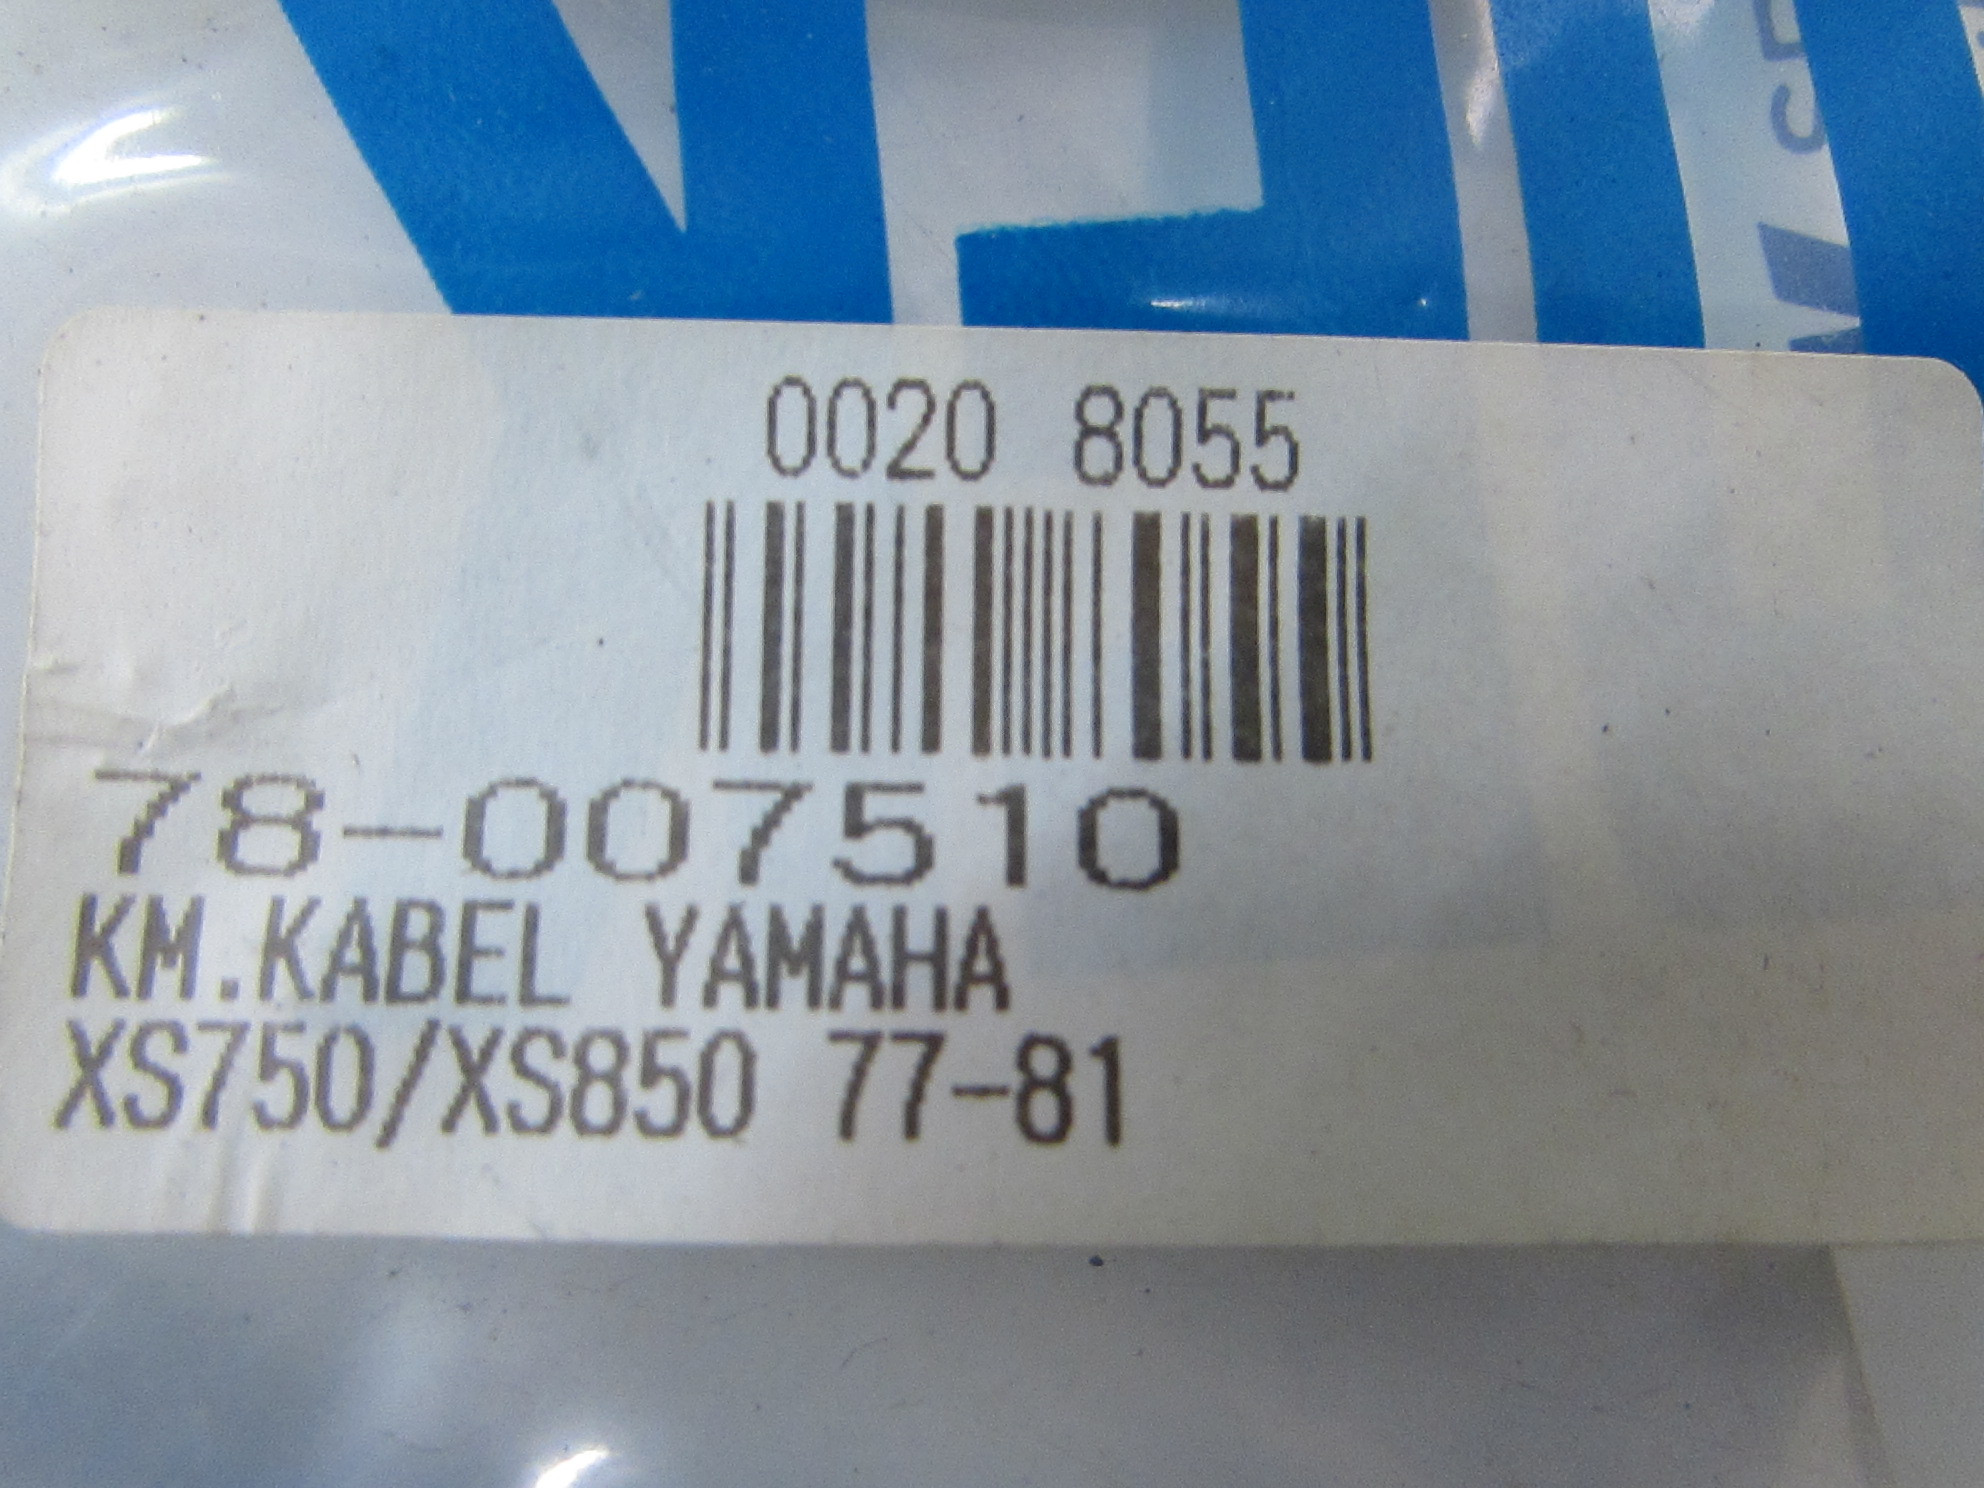 0020 8055
78-007510
KM.KABEL YAMAHA
XS750/XS850 77-81